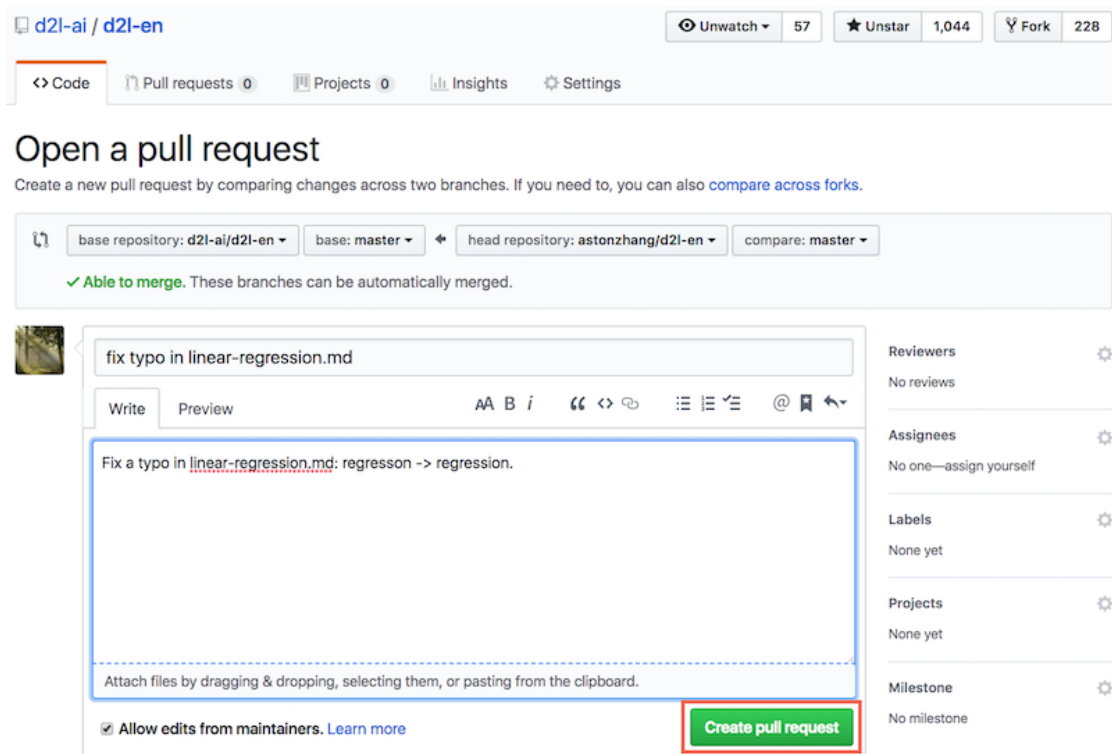 d2l-ai / d2l-en Unwatch 57 Unstar 1,044 Fork 228
Code Pull requests 0 Projects 0 Insights Settings
Open a pull request
Create a new pull request by comparing changes across two branches. If you need to, you can also compare across forks.
base repository: d2l-ai/d2l-en base: master head repository: astonzhang/d2l-en compare: master
Able to merge. These branches can be automatically merged.
fix typo in linear-regression.md
Write Preview AA B i
Fix a typo in linear-regression.md: regresson -> regression.
Attach files by dragging & dropping, selecting them, or pasting from the clipboard.
Allow edits from maintainers. Learn more Create pull request
Reviewers
No reviews
Assignees
No one—assign yourself
Labels
None yet
Projects
None yet
Milestone
No milestone